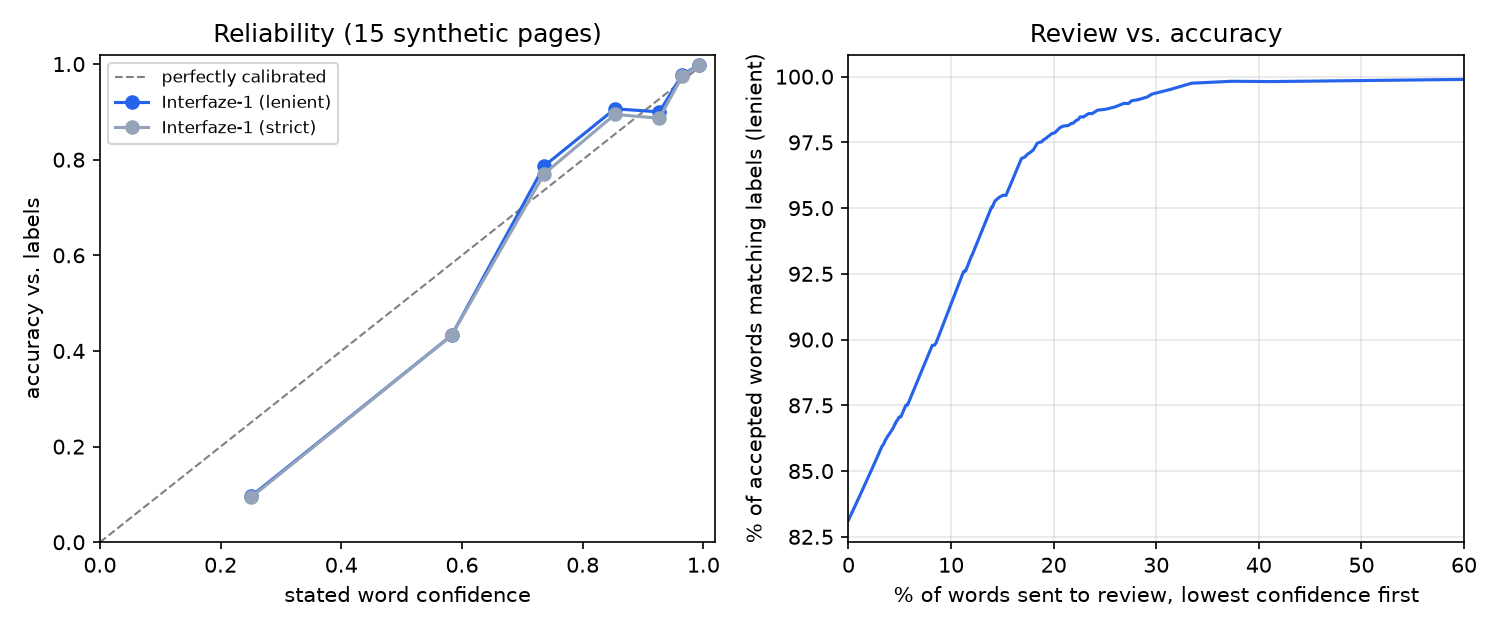 Reliability (15 synthetic pages)
1.0
0.8
0.6
0.4
0.2
0.0
accuracy vs. labels
perfectly calibrated
Interfaze-1 (lenient)
Interfaze-1 (strict)
0.0 0.2 0.4 0.6 0.8 1.0
stated word confidence
Review vs. accuracy
100.0
97.5
95.0
92.5
90.0
87.5
85.0
82.5
% of accepted words matching labels (lenient)
0 10 20 30 40 50 60
% of words sent to review, lowest confidence first